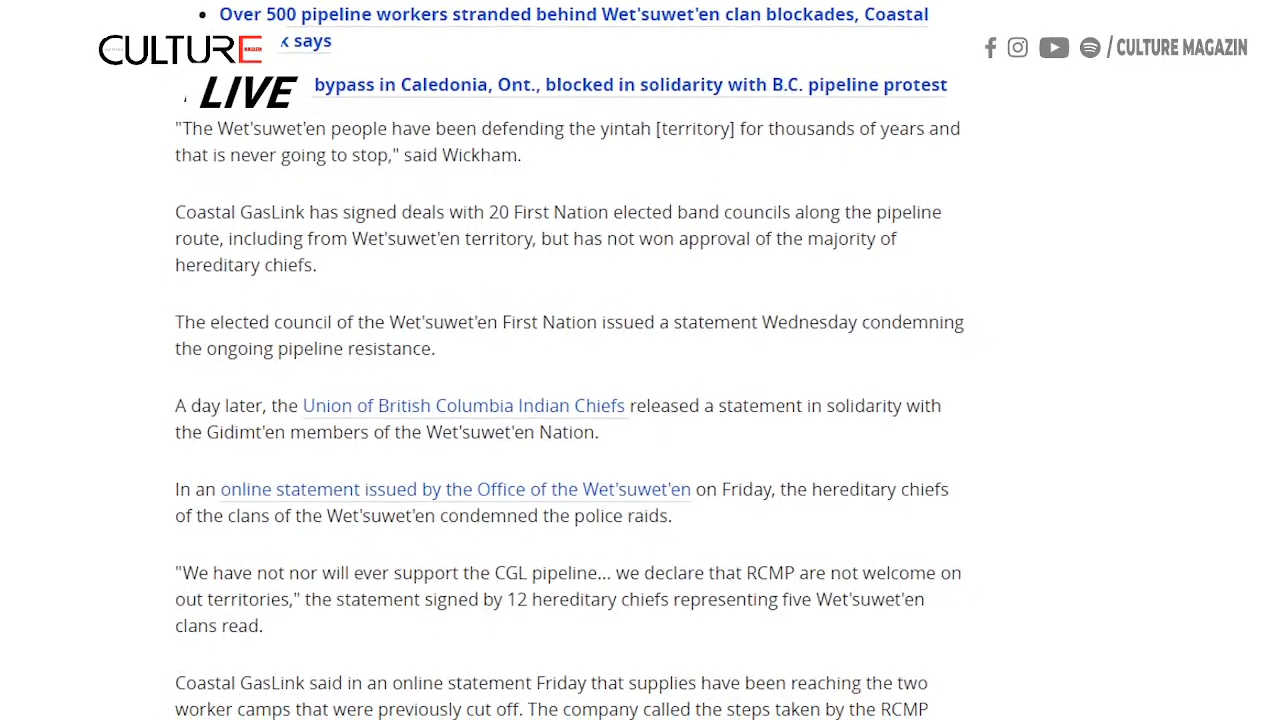 Over 500 pipeline workers stranded behind Wet'suwet'en clan blockades, Coastal
says
CULTURE
/ CULTURE MAGAZIN
LIVE
bypass in Caledonia, Ont., blocked in solidarity with B.C. pipeline protest
"The Wet'suwet'en people have been defending the yintah [territory] for thousands of years and
that is never going to stop," said Wickham.
Coastal GasLink has signed deals with 20 First Nation elected band councils along the pipeline
route, including from Wet'suwet'en territory, but has not won approval of the majority of
hereditary chiefs.
The elected council of the Wet'suwet'en First Nation issued a statement Wednesday condemning
the ongoing pipeline resistance.
A day later, the Union of British Columbia Indian Chiefs released a statement in solidarity with
the Gidimt'en members of the Wet'suwet'en Nation.
In an online statement issued by the Office of the Wet'suwet'en on Friday, the hereditary chiefs
of the clans of the Wet'suwet'en condemned the police raids.
"We have not nor will ever support the CGL pipeline... we declare that RCMP are not welcome on
out territories," the statement signed by 12 hereditary chiefs representing five Wet'suwet'en
clans read.
Coastal GasLink said in an online statement Friday that supplies have been reaching the two
worker camps that were previously cut off. The company called the steps taken by the RCMP